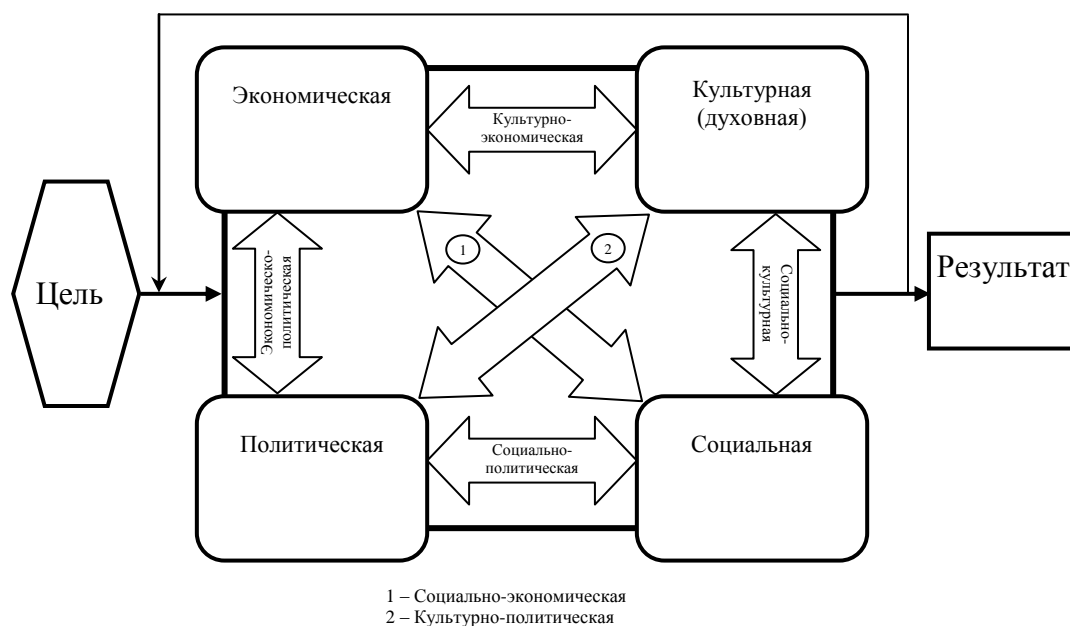 Экономическая
Культурная
(духовная)
Культурно-
экономическая
1
2
Цель
Экономическо-
политическая
Социально-
культурная
Результат
Политическая
Социально-
политическая
Социальная
1 – Социально-экономическая
2 – Культурно-политическая